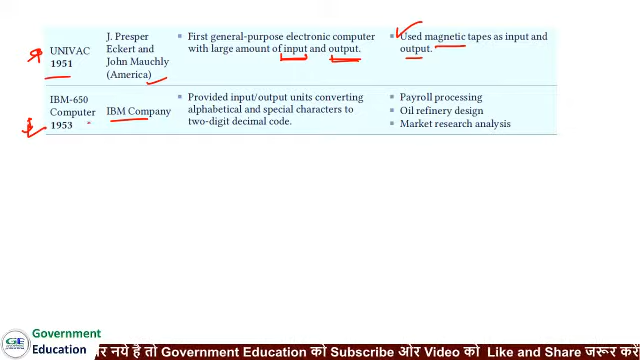 UNIVAC
1951
J. Presper
Eckert and
John Mauchly
(America)
First general-purpose electronic computer
with large amount of input and output.
Used magnetic tapes as input and
output.
IBM-650
Computer
1953
IBM Company
Provided input/output units converting
alphabetical and special characters to
two-digit decimal code.
Payroll processing
Oil refinery design
Market research analysis
GE
Government
Education
पर नये है तो Government Education को Subscribe ओर Video को Like and Share जरूर करे